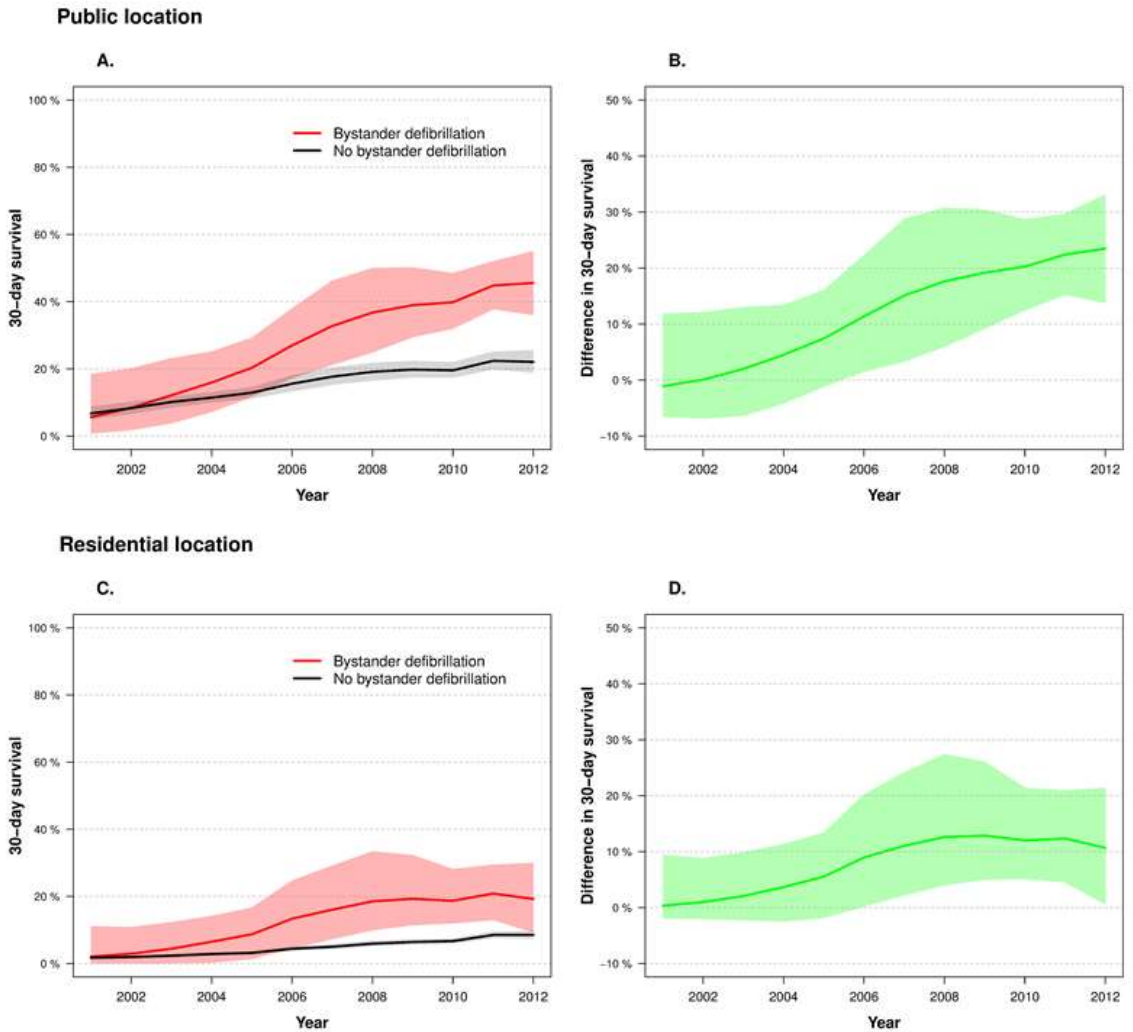 Public location
A.
B.
100 %
80 %
60 %
40 %
20 %
0 %
30−day survival
Bystander defibrillation
No bystander defibrillation
2002
2004
2006
2008
2010
2012
Year
50 %
40 %
30 %
20 %
10 %
0 %
−10 %
Difference in 30−day survival
2002
2004
2006
2008
2010
2012
Year
Residential location
C.
D.
100 %
80 %
60 %
40 %
20 %
0 %
30−day survival
Bystander defibrillation
No bystander defibrillation
2002
2004
2006
2008
2010
2012
Year
50 %
40 %
30 %
20 %
10 %
0 %
−10 %
Difference in 30−day survival
2002
2004
2006
2008
2010
2012
Year